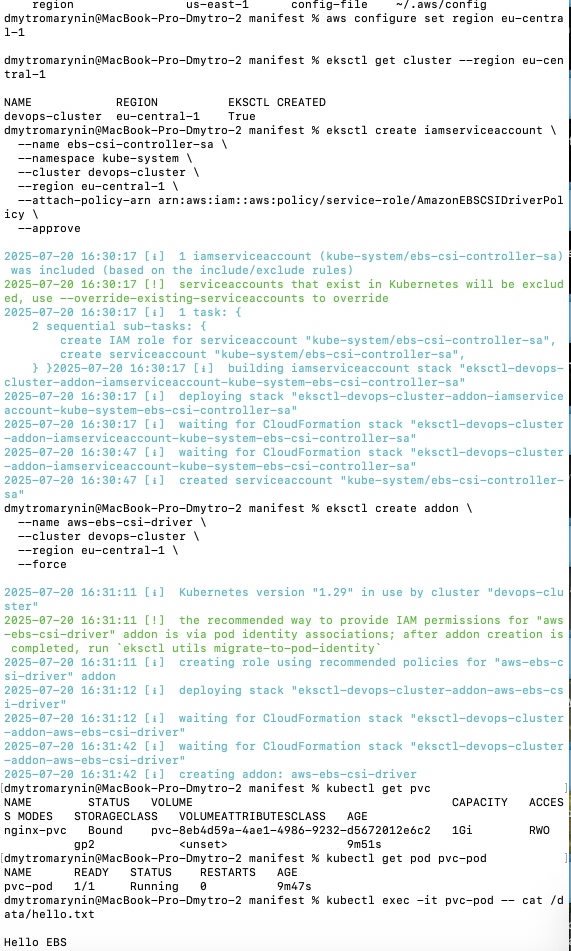 region                us-east-1      config-file    ~/.aws/config
dmytromarynin@MacBook-Pro-Dmytro-2 manifest % aws configure set region eu-centra
l-1
dmytromarynin@MacBook-Pro-Dmytro-2 manifest % eksctl get cluster --region eu-cen
tral-1
NAME            REGION          EKSCTL CREATED
devops-cluster  eu-central-1    True
dmytromarynin@MacBook-Pro-Dmytro-2 manifest % eksctl create iamserviceaccount \
  --name ebs-csi-controller-sa \
  --namespace kube-system \
  --cluster devops-cluster \
  --region eu-central-1 \
  --attach-policy-arn arn:aws:iam::aws:policy/service-role/AmazonEBSCSIDriverPol
icy \
  --approve
2025-07-20 16:30:17 [ℹ]  1 iamserviceaccount (kube-system/ebs-csi-controller-sa)
 was included (based on the include/exclude rules)
2025-07-20 16:30:17 [!]  serviceaccounts that exist in Kubernetes will be exclud
ed, use --override-existing-serviceaccounts to override
2025-07-20 16:30:17 [ℹ]  1 task: {
    2 sequential sub-tasks: {
        create IAM role for serviceaccount "kube-system/ebs-csi-controller-sa",
        create serviceaccount "kube-system/ebs-csi-controller-sa",
    } }2025-07-20 16:30:17 [ℹ]  building iamserviceaccount stack "eksctl-devops-
cluster-addon-iamserviceaccount-kube-system-ebs-csi-controller-sa"
2025-07-20 16:30:17 [ℹ]  deploying stack "eksctl-devops-cluster-addon-iamservice
account-kube-system-ebs-csi-controller-sa"
2025-07-20 16:30:17 [ℹ]  waiting for CloudFormation stack "eksctl-devops-cluster
-addon-iamserviceaccount-kube-system-ebs-csi-controller-sa"
2025-07-20 16:30:47 [ℹ]  waiting for CloudFormation stack "eksctl-devops-cluster
-addon-iamserviceaccount-kube-system-ebs-csi-controller-sa"
2025-07-20 16:30:47 [ℹ]  created serviceaccount "kube-system/ebs-csi-controller-
sa"
dmytromarynin@MacBook-Pro-Dmytro-2 manifest % eksctl create addon \
  --name aws-ebs-csi-driver \
  --cluster devops-cluster \
  --region eu-central-1 \
  --force
2025-07-20 16:31:11 [ℹ]  Kubernetes version "1.29" in use by cluster "devops-clu
ster"
2025-07-20 16:31:11 [!]  the recommended way to provide IAM permissions for "aws
-ebs-csi-driver" addon is via pod identity associations; after addon creation is
 completed, run `eksctl utils migrate-to-pod-identity`
2025-07-20 16:31:11 [ℹ]  creating role using recommended policies for "aws-ebs-c
si-driver" addon
2025-07-20 16:31:12 [ℹ]  deploying stack "eksctl-devops-cluster-addon-aws-ebs-cs
i-driver"
2025-07-20 16:31:12 [ℹ]  waiting for CloudFormation stack "eksctl-devops-cluster
-addon-aws-ebs-csi-driver"
2025-07-20 16:31:42 [ℹ]  waiting for CloudFormation stack "eksctl-devops-cluster
-addon-aws-ebs-csi-driver"
2025-07-20 16:31:42 [ℹ]  creating addon: aws-ebs-csi-driver
[dmytromarynin@MacBook-Pro-Dmytro-2 manifest % kubectl get pvc                   ]
NAME        STATUS   VOLUME                                     CAPACITY   ACCES
S MODES   STORAGECLASS   VOLUMEATTRIBUTESCLASS   AGE
nginx-pvc   Bound    pvc-8eb4d59a-4ae1-4986-9232-d5672012e6c2   1Gi        RWO
          gp2            <unset>                 9m51s
[dmytromarynin@MacBook-Pro-Dmytro-2 manifest % kubectl get pod pvc-pod           ]
NAME      READY   STATUS    RESTARTS   AGE
pvc-pod   1/1     Running   0          9m47s
dmytromarynin@MacBook-Pro-Dmytro-2 manifest % kubectl exec -it pvc-pod -- cat /d
ata/hello.txt
Hello EBS